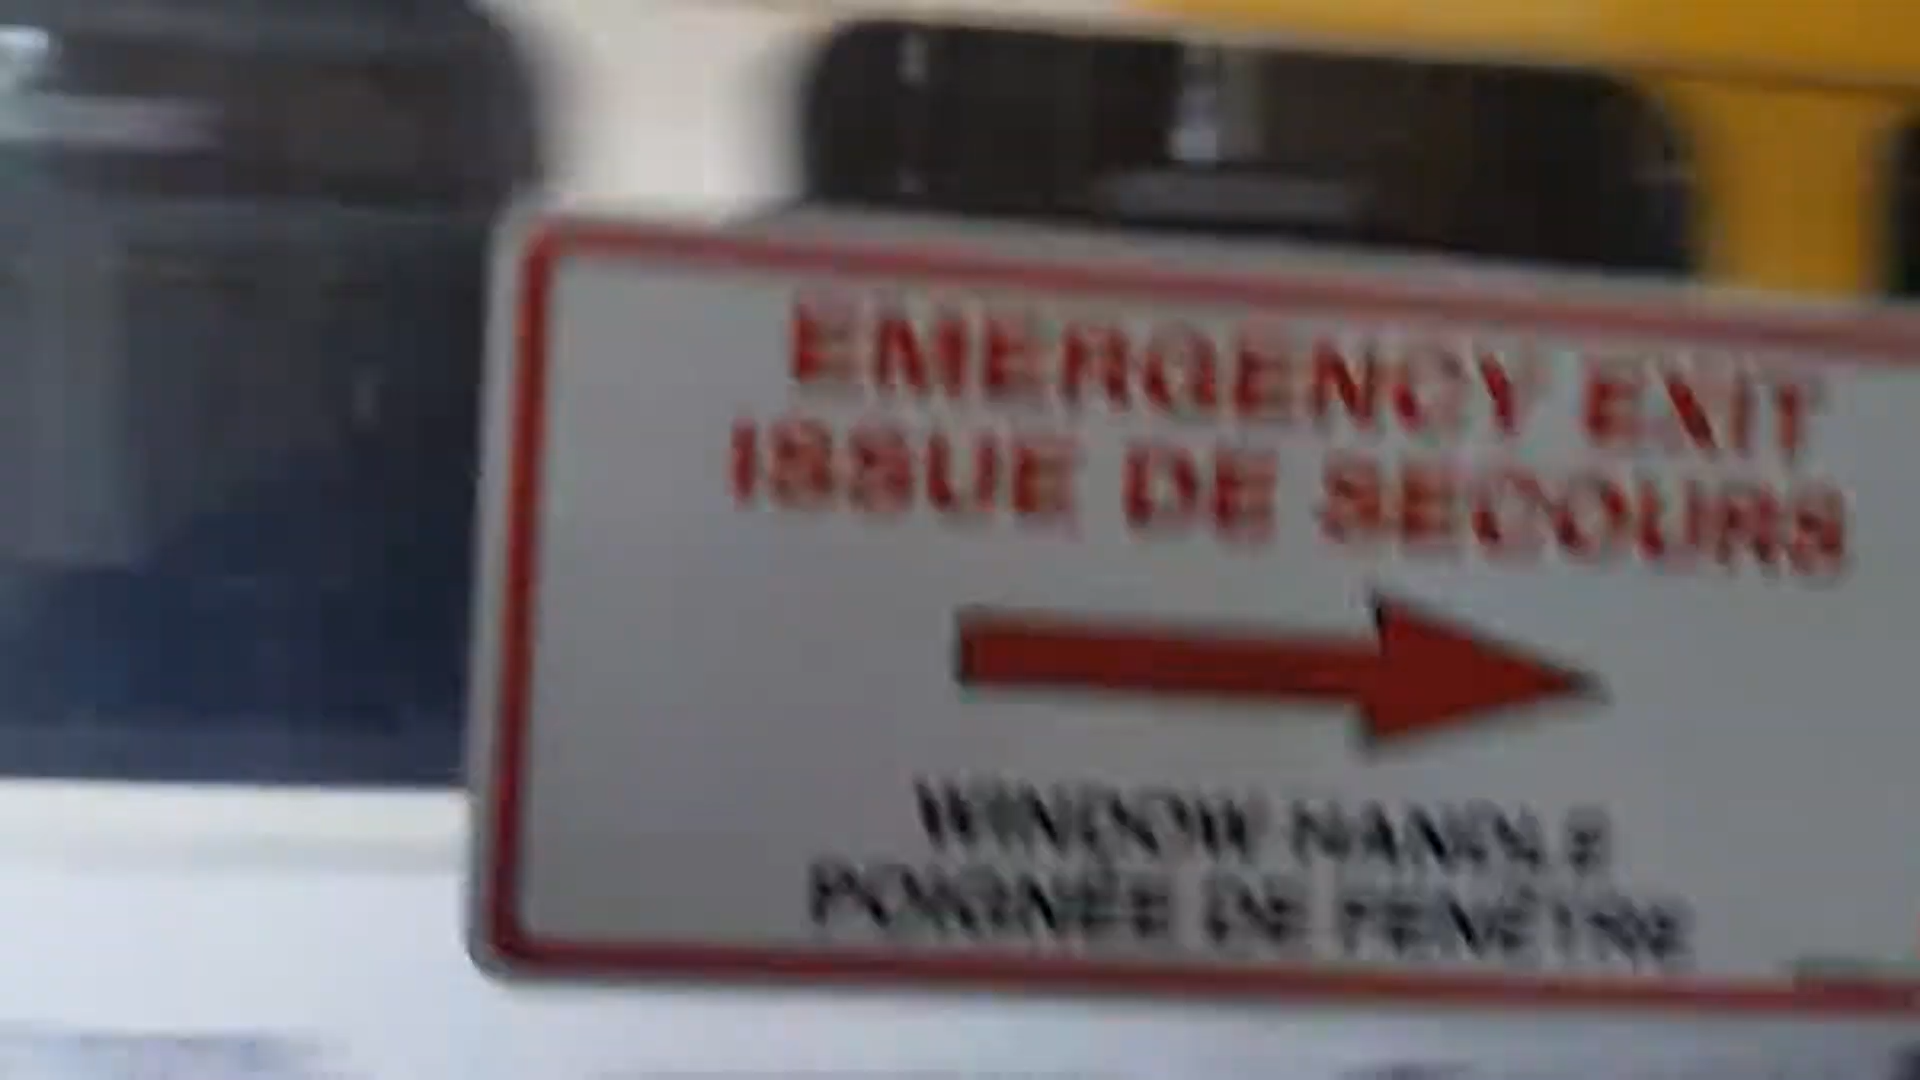 EMERGENCY EXIT
ISSUE DE SECOURS
WINDOW HANDLE
POIGNÉE DE FENÊTRE